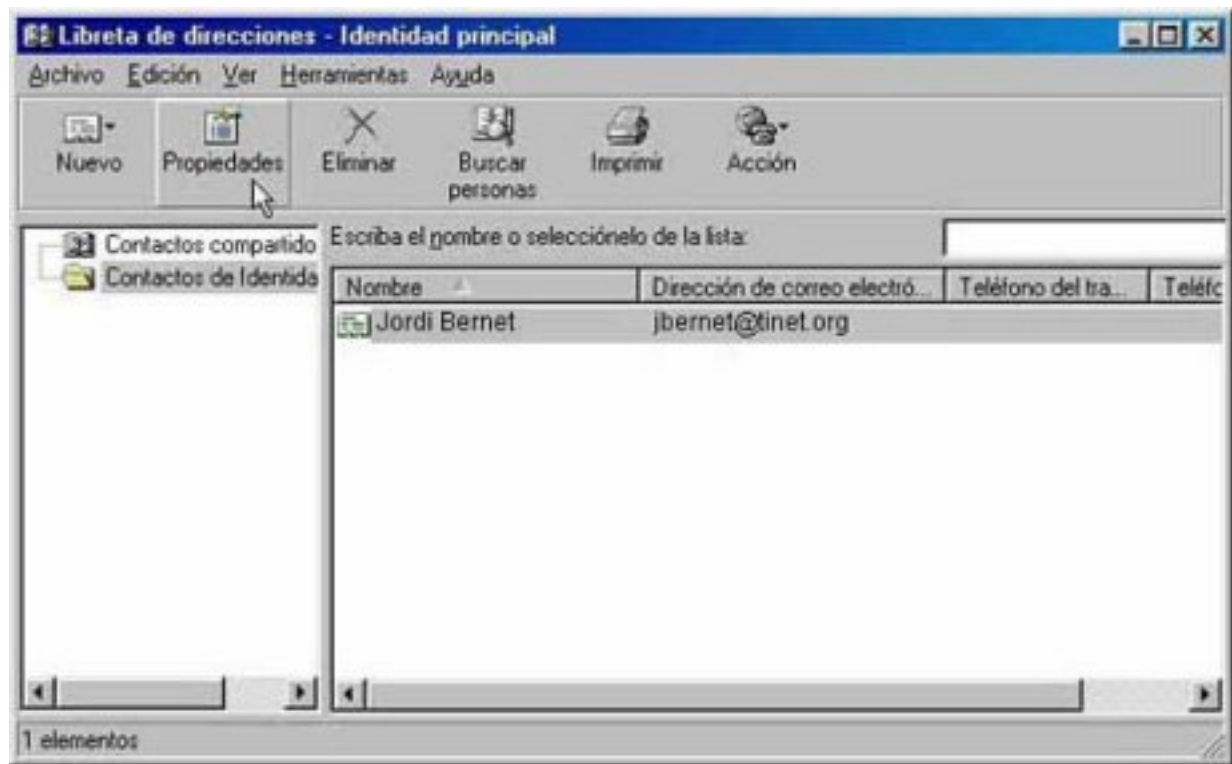 Libreta de direcciones - Identidad principal
Archivo Edición Ver Herramientas Ayuda
Nuevo Propiedades Eliminar Buscar personas Imprimir Acción
Escriba el nombre o selecciónelo de la lista:
Contactos compartido
Contactos de Identida
Nombre Dirección de correo electró... Teléfono del tra... Teléfc
Jordi Bernet jbernet@tinet.org
1 elementos